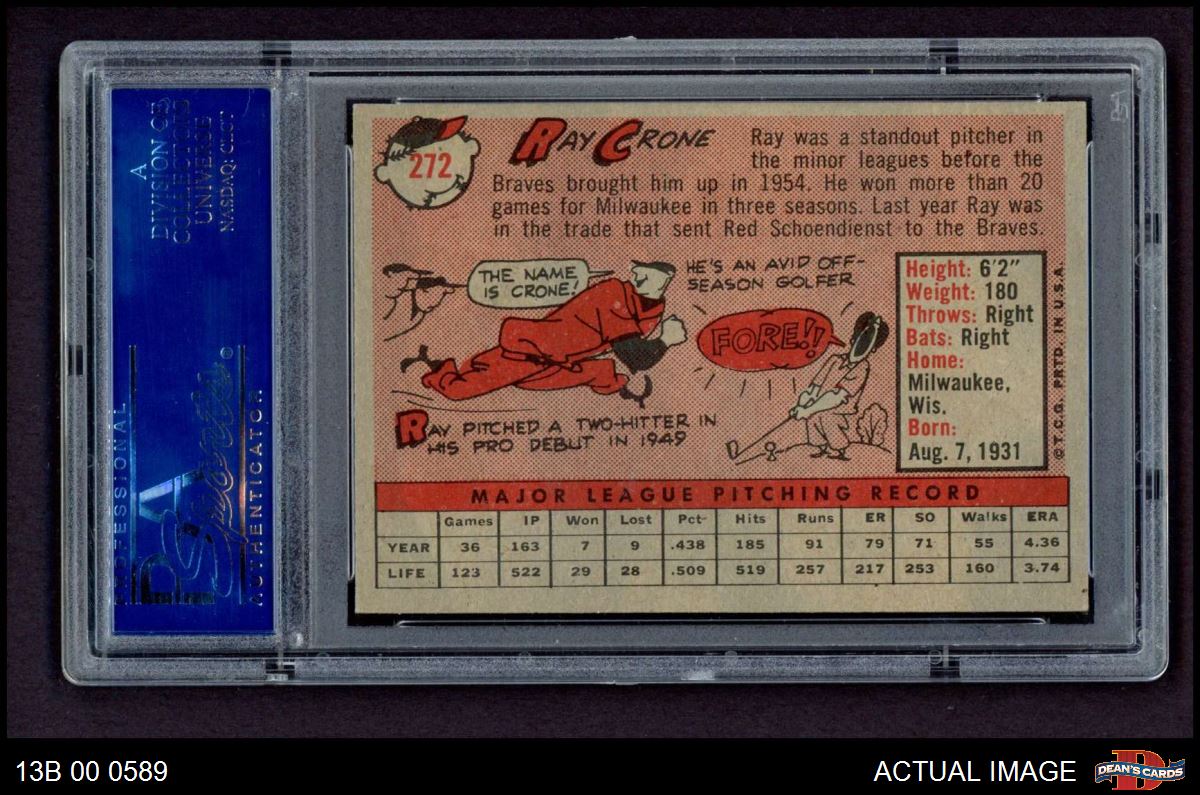 A
DIVISION OF
COLLECTORS
UNIVERSE
NASDAQ: CLCT
PROFESSIONAL
PSA
Sports
AUTHENTICATOR
272
RAY CRONE
Ray was a standout pitcher in
the minor leagues before the
Braves brought him up in 1954. He won more than 20
games for Milwaukee in three seasons. Last year Ray was
in the trade that sent Red Schoendienst to the Braves.
THE NAME
IS CRONE!
HE'S AN AVID OFF-
SEASON GOLFER
FORE!!
RAY PITCHED A TWO-HITTER IN
HIS PRO DEBUT IN 1949
Height: 6'2"
Weight: 180
Throws: Right
Bats: Right
Home:
Milwaukee,
Wis.
Born:
Aug. 7, 1931
©T.C.G. PRTD. IN U.S.A.
MAJOR LEAGUE PITCHING RECORD
Games IP Won Lost Pct. Hits Runs ER SO Walks ERA
YEAR 36 163 7 9 .438 185 91 79 71 55 4.36
LIFE 123 522 29 28 .509 519 257 217 253 160 3.74
13B 00 0589
ACTUAL IMAGE
DEAN'S CARDS